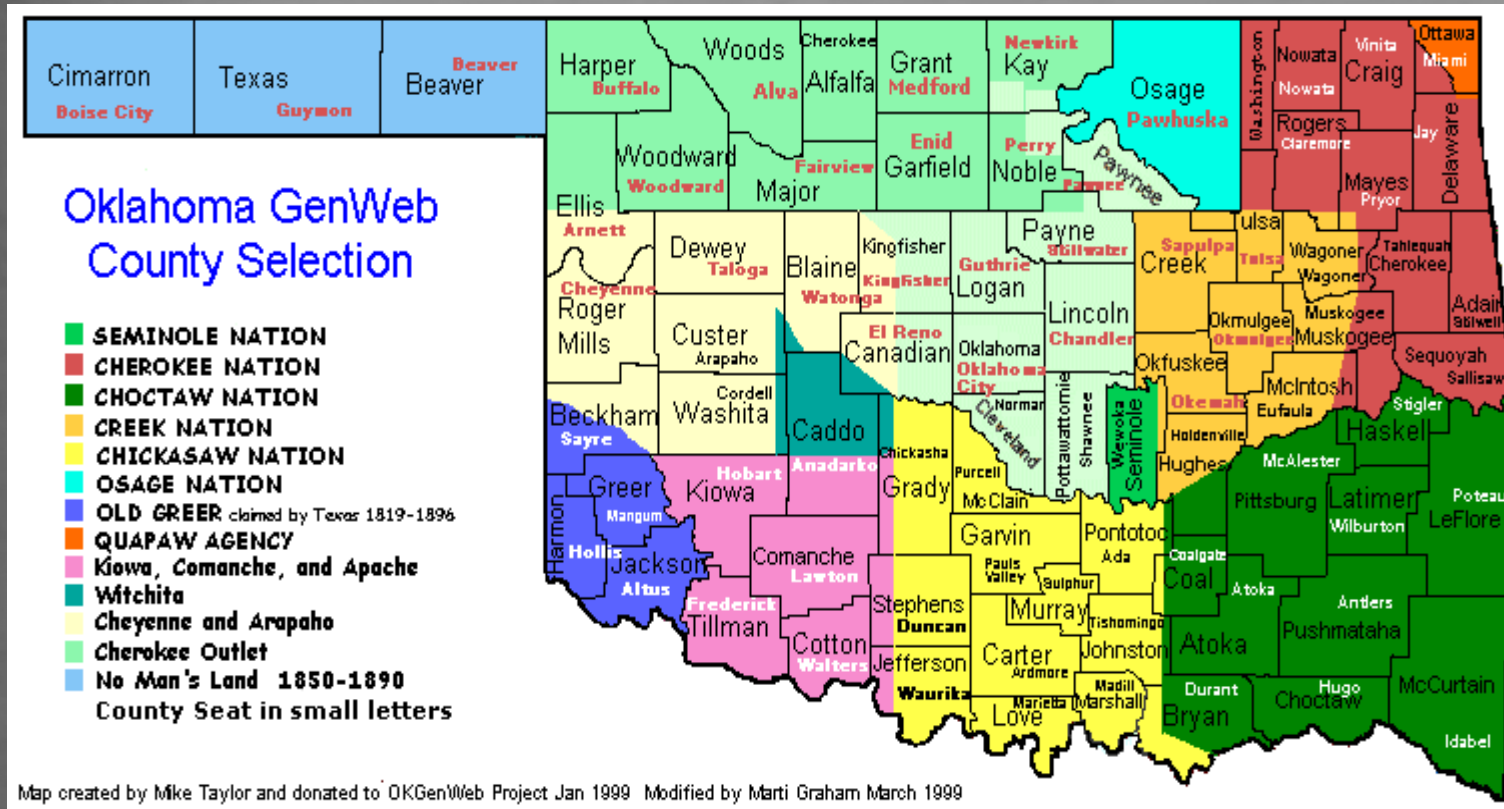 Cimarron
Boise City
Texas
Guymon
Beaver
Beaver
Harper
Buffalo
Woods
Alva
Cherokee
Alfalfa
Grant
Medford
Newkirk
Kay
Osage
Pawhuska
Washington
Nowata
Nowata
Vinita
Craig
Ottawa
Miami
Woodward
Woodward
Fairview
Major
Enid
Garfield
Perry
Noble
Pawnee
Pawnee
Rogers
Claremore
Mayes
Pryor
Jay
Delaware
Oklahoma GenWeb
County Selection
Ellis
Arnett
Dewey
Taloga
Blaine
Watonga
Kingfisher
Kingfisher
Guthrie
Logan
Payne
Stillwater
Sapulpa
Creek
Tulsa
Tulsa
Wagoner
Wagoner
Tahlequah
Cherokee
Adair
Stilwell
Cheyenne
Roger
Mills
Custer
Arapaho
El Reno
Canadian
Oklahoma
Oklahoma
City
Lincoln
Chandler
Okmulgee
Okmulgee
Muskogee
Muskogee
Sequoyah
Sallisaw
SEMINOLE NATION
CHEROKEE NATION
CHOCTAW NATION
CREEK NATION
CHICKASAW NATION
OSAGE NATION
OLD GREER claimed by Texas 1819-1896
QUAPAW AGENCY
Kiowa, Comanche, and Apache
Witchita
Cheyenne and Arapaho
Cherokee Outlet
No Man's Land 1850-1890
County Seat in small letters
Beckham
Sayre
Cordell
Washita
Caddo
Anadarko
Norman
Cleveland
Pottawattomie
Shawnee
Wewoka
Seminole
Okfuskee
Okemah
McIntosh
Eufaula
Holdenville
Hughes
Stigler
Haskell
Greer
Mangum
Harmon
Hollis
Jackson
Altus
Hobart
Kiowa
Chickasha
Grady
Purcell
McClain
McAlester
Pittsburg
Latimer
Wilburton
Poteau
LeFlore
Comanche
Lawton
Garvin
Pauls
Valley
Pontotoc
Ada
Coalgate
Coal
Frederick
Tillman
Cotton
Walters
Stephens
Duncan
Sulphur
Murray
Tishomingo
Johnston
Atoka
Atoka
Antlers
Pushmataha
Jefferson
Waurika
Carter
Ardmore
Marietta
Love
Madill
Marshall
Durant
Bryan
Hugo
Choctaw
McCurtain
Idabel
Map created by Mike Taylor and donated to OKGenWeb Project Jan 1999 Modified by Marti Graham March 1999